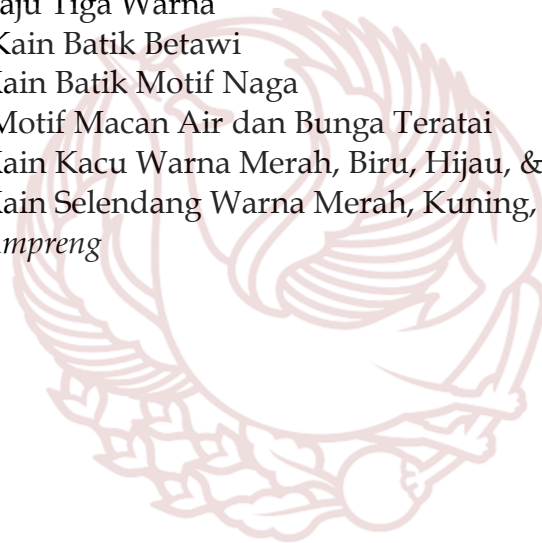 Tiga Warna
Kain Batik Betawi
Kain Batik Motif Naga
Motif Macan Air dan Bunga Teratai
Kain Kacu Warna Merah, Biru, Hijau, &
Kain Selendang Warna Merah, Kuning,
mpreng